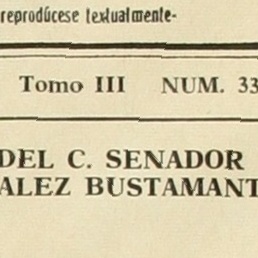 reprodúcese textualmente-
Tomo III NUM. 33
DEL C. SENADOR
ALEZ BUSTAMANT